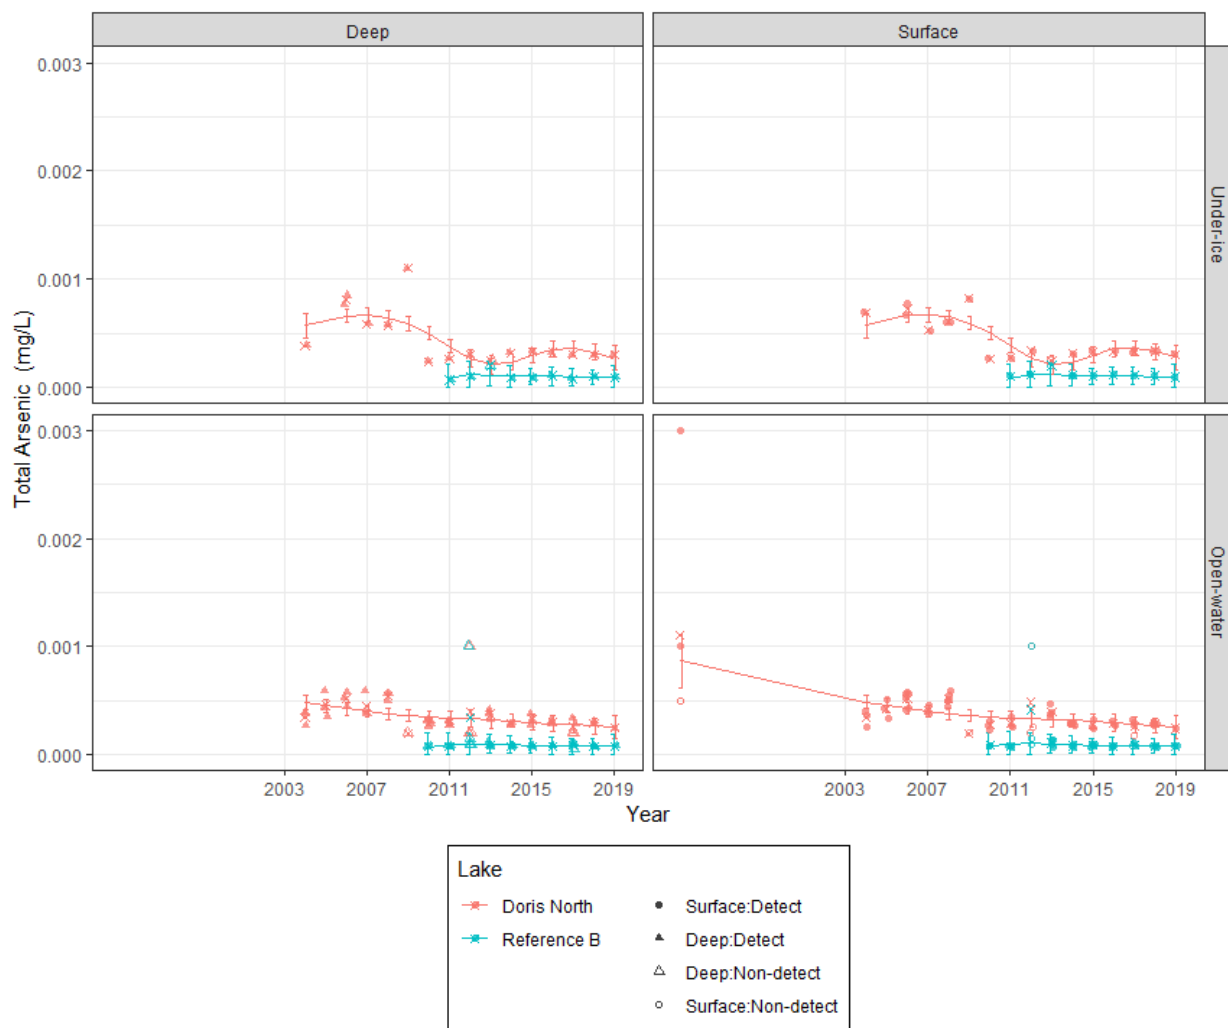 Deep
Surface
0.003
0.002
0.001
0.000
Under-ice
0.003
0.002
0.001
0.000
Open-water
Total Arsenic (mg/L)
2003 2007 2011 2015 2019
2003 2007 2011 2015 2019
Year
Lake
Doris North
Reference B
Surface:Detect
Deep:Detect
Deep:Non-detect
Surface:Non-detect